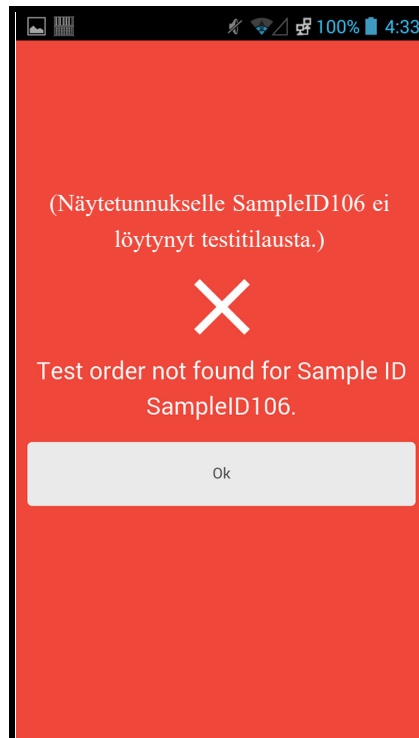 100% 4:33
(Näytetunnukselle SampleID106 ei
löytynyt testitilausta.)
Test order not found for Sample ID
SampleID106.
Ok